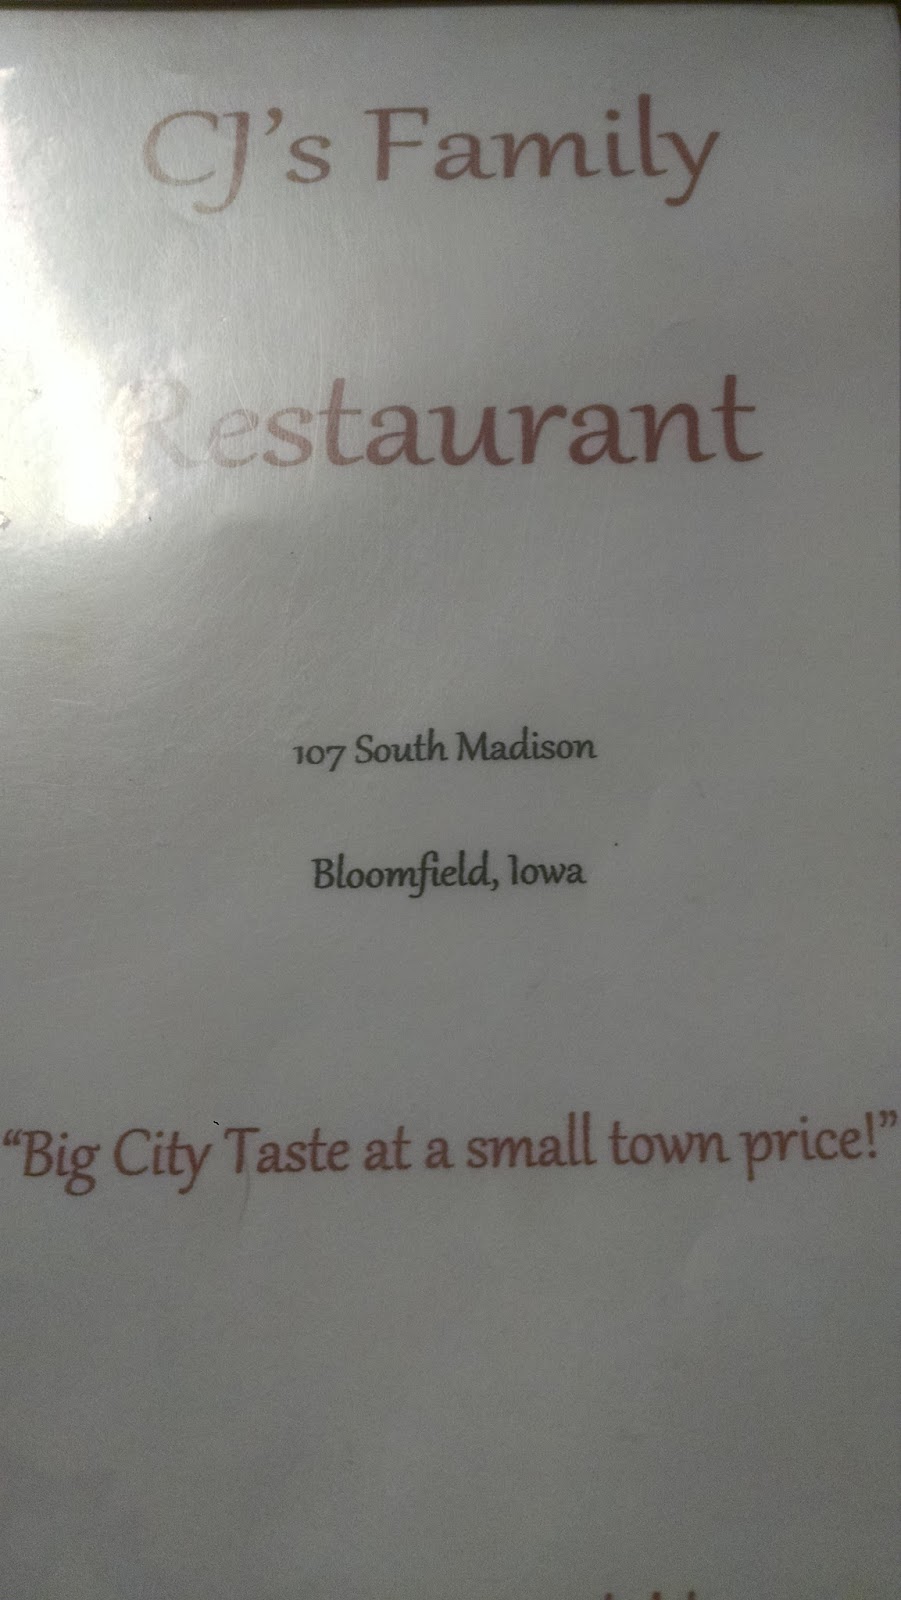 CJ's Family
Restaurant
107 South Madison
Bloomfield, Iowa
“Big City Taste at a small town price!”